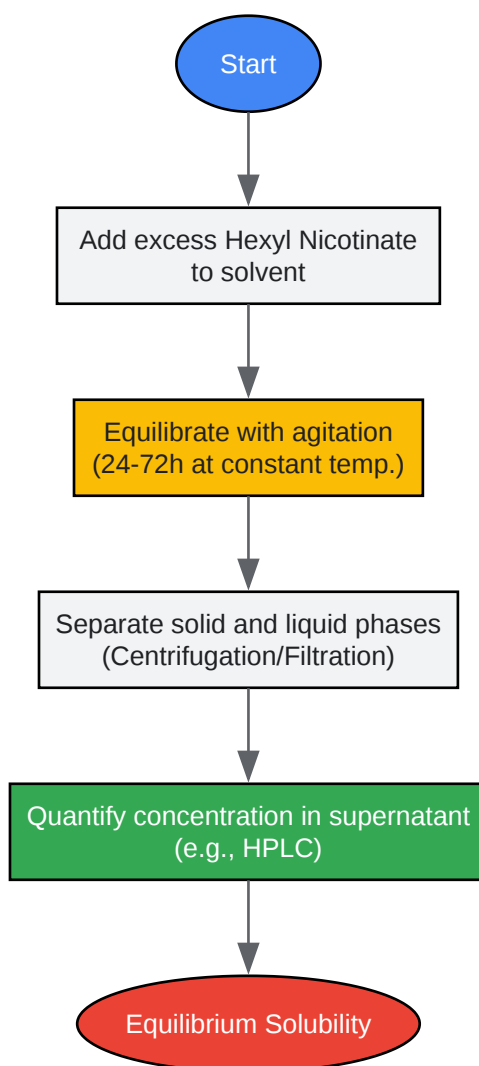 Start
Add excess Hexyl Nicotinate
to solvent
Equilibrate with agitation
(24-72h at constant temp.)
Separate solid and liquid phases
(Centrifugation/Filtration)
Quantify concentration in supernatant
(e.g., HPLC)
Equilibrium Solubility